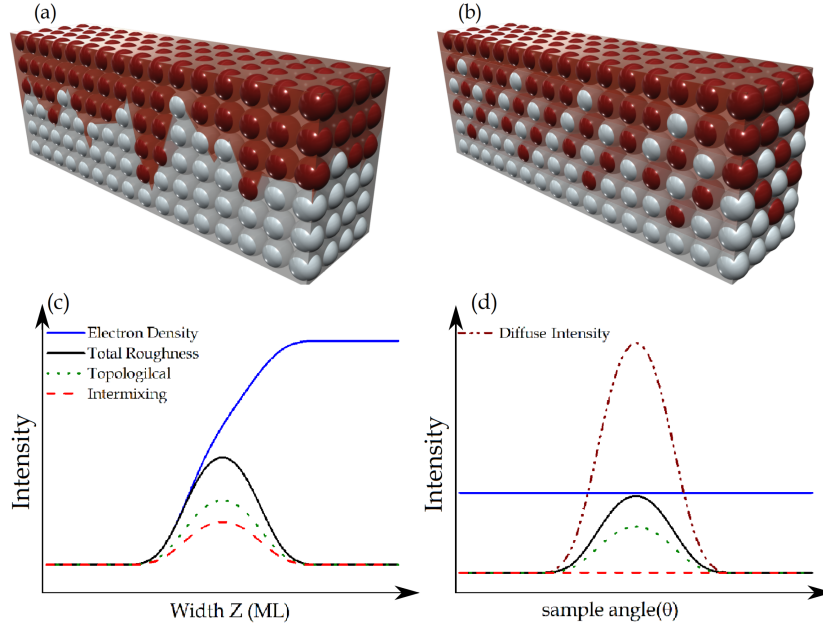 (a)
(b)
(c)
Electron Density
Total Roughness
Topologilcal
Intermixing
Intensity
Width Z (ML)
(d)
Diffuse Intensity
Intensity
sample angle(θ)